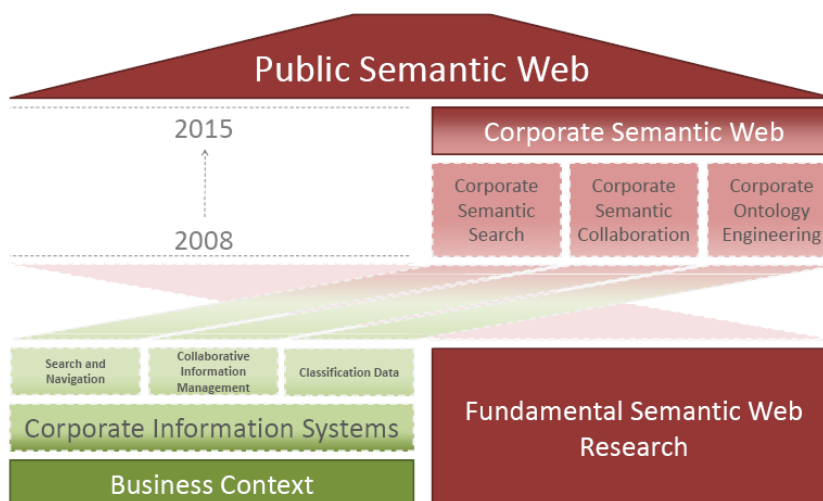 Public Semantic Web
2015
2008
Corporate Semantic Web
Corporate
Semantic
Search
Corporate
Semantic
Collaboration
Corporate
Ontology
Engineering
Search and
Navigation
Collaborative
Information
Management
Classification Data
Corporate Information Systems
Business Context
Fundamental Semantic Web
Research